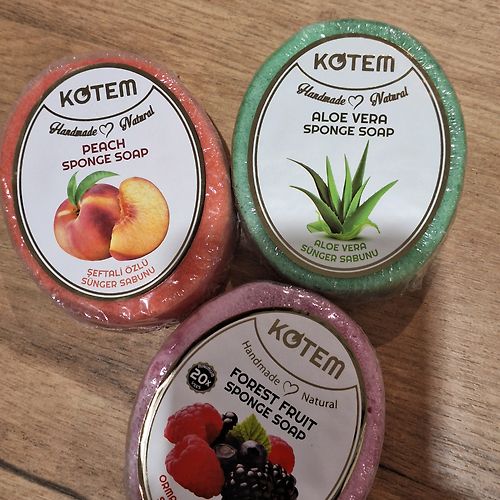 KOTEM
Handmade Natural
PEACH
SPONGE SOAP
ŞEFTALİ ÖZLÜ
SÜNGER SABUNU
KOTEM
Handmade Natural
ALOE VERA
SPONGE SOAP
ALOE VERA
SÜNGER SABUNU
KOTEM
Handmade Natural
20+
FOREST FRUIT
SPONGE SOAP